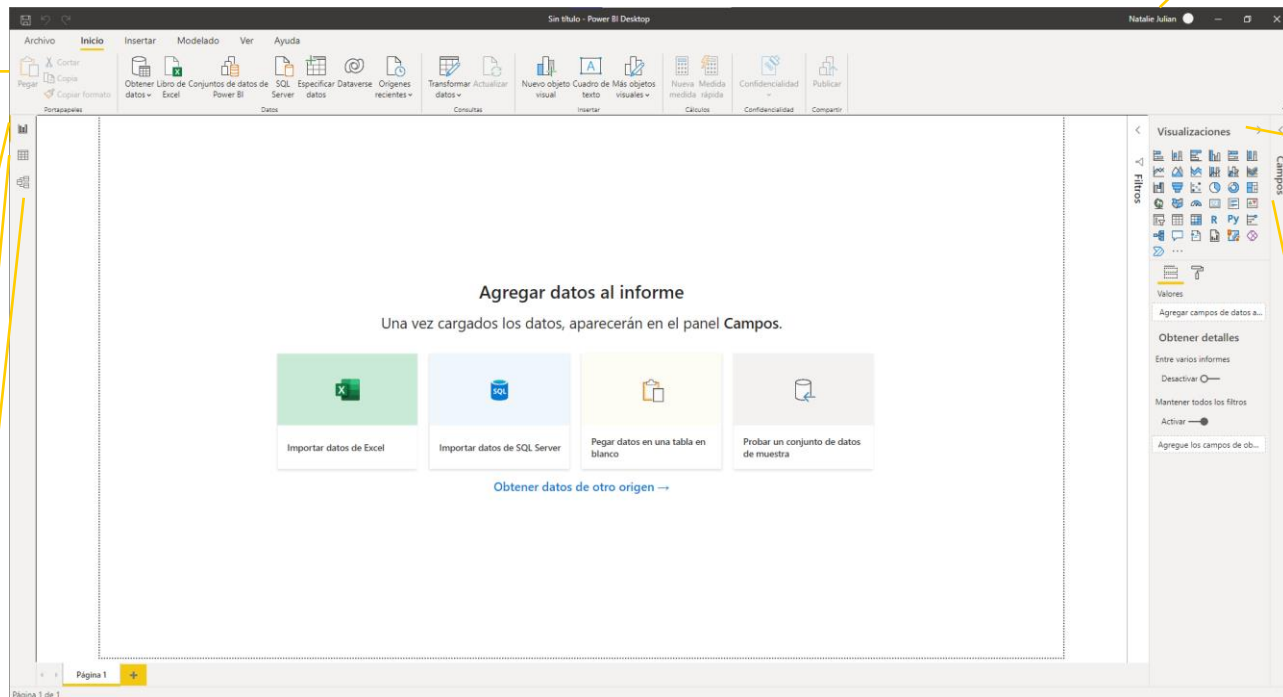 Sin título - Power BI Desktop
Natalie Julian
Archivo Inicio Insertar Modelado Ver Ayuda
Pegar
Cortar
Copia
Copiar formato
Portapapeles
Obtener datos
Libro de Excel
Conjuntos de datos de Power BI
SQL Server
Especificar datos
Dataverse
Orígenes recientes
Datos
Transformar datos
Actualizar
Consultas
Nuevo objeto visual
Cuadro de texto
Más objetos visuales
Insertar
Nueva medida
Medida rápida
Cálculos
Confidencialidad
Confidencialidad
Publicar
Compartir
Agregar datos al informe
Una vez cargados los datos, aparecerán en el panel Campos.
Importar datos de Excel
SQL
Importar datos de SQL Server
Pegar datos en una tabla en
blanco
Probar un conjunto de datos
de muestra
Obtener datos de otro origen →
Filtros
Visualizaciones
R Py
Valores
Agregar campos de datos a...
Obtener detalles
Entre varios informes
Desactivar
Mantener todos los filtros
Activar
Agregue los campos de ob...
Campos
Página 1 +
Página 1 de 1